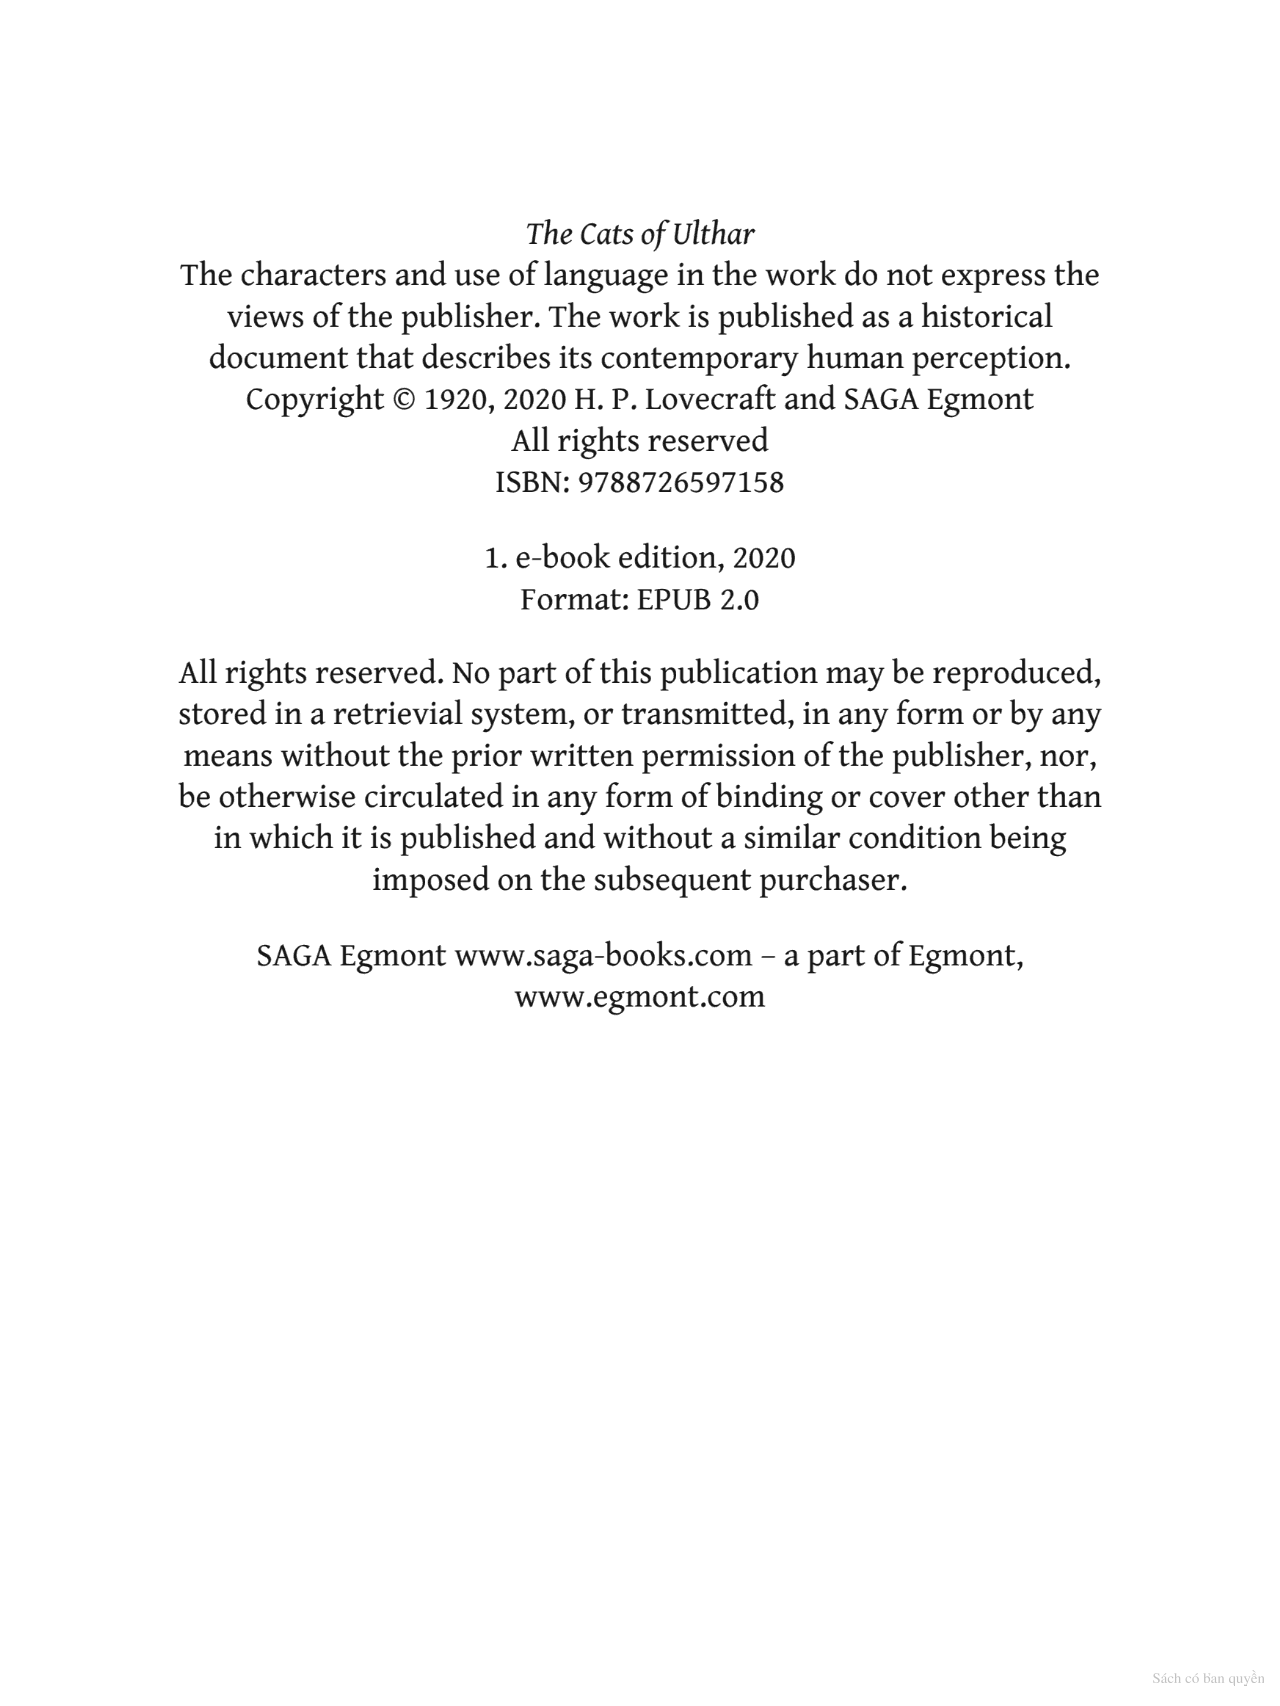 The Cats of Ulthar
The characters and use of language in the work do not express the
views of the publisher. The work is published as a historical
document that describes its contemporary human perception.
Copyright © 1920, 2020 H. P. Lovecraft and SAGA Egmont
All rights reserved
ISBN: 9788726597158
1. e-book edition, 2020
Format: EPUB 2.0
All rights reserved. No part of this publication may be reproduced,
stored in a retrievial system, or transmitted, in any form or by any
means without the prior written permission of the publisher, nor,
be otherwise circulated in any form of binding or cover other than
in which it is published and without a similar condition being
imposed on the subsequent purchaser.
SAGA Egmont www.saga-books.com – a part of Egmont,
www.egmont.com
Sách có bản quyền